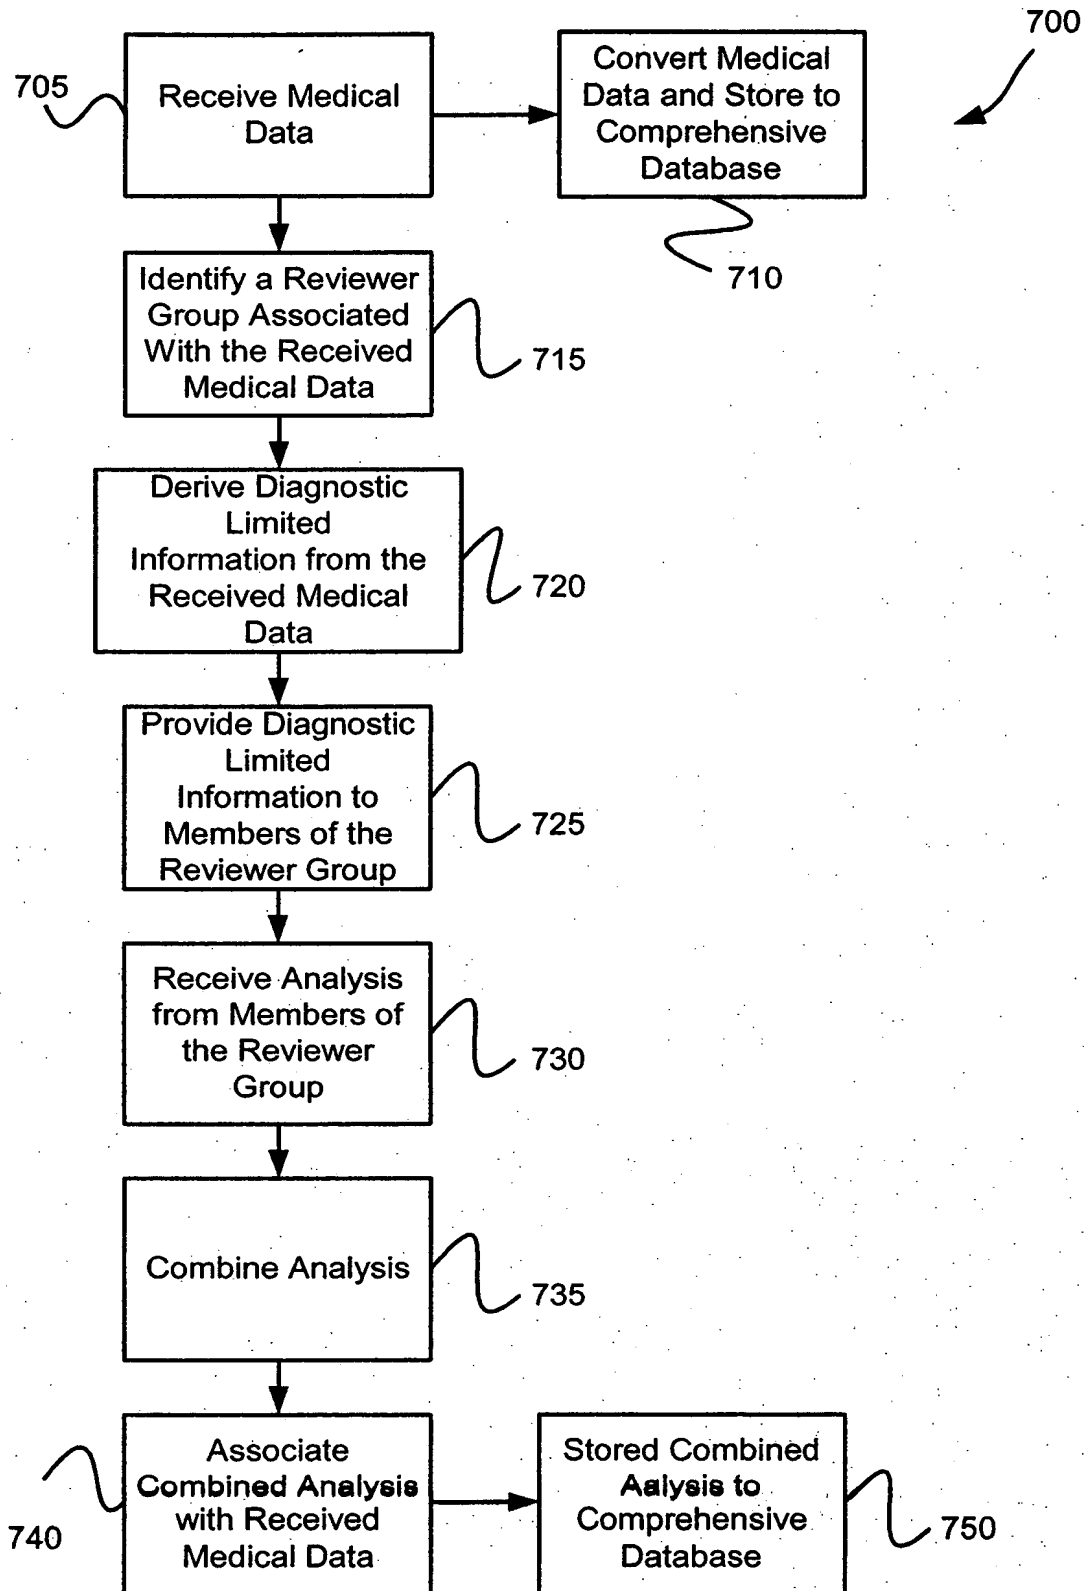 700
705
Receive Medical
Data
Convert Medical
Data and Store to
Comprehensive
Database
710
Identify a Reviewer
Group Associated
With the Received
Medical Data
715
Derive Diagnostic
Limited
Information from the
Received Medical
Data
720
Provide Diagnostic
Limited
Information to
Members of the
Reviewer Group
725
Receive Analysis
from Members of
the Reviewer
Group
730
Combine Analysis
735
Associate
Combined Analysis
with Received
Medical Data
740
Stored Combined
Aalysis to
Comprehensive
Database
750